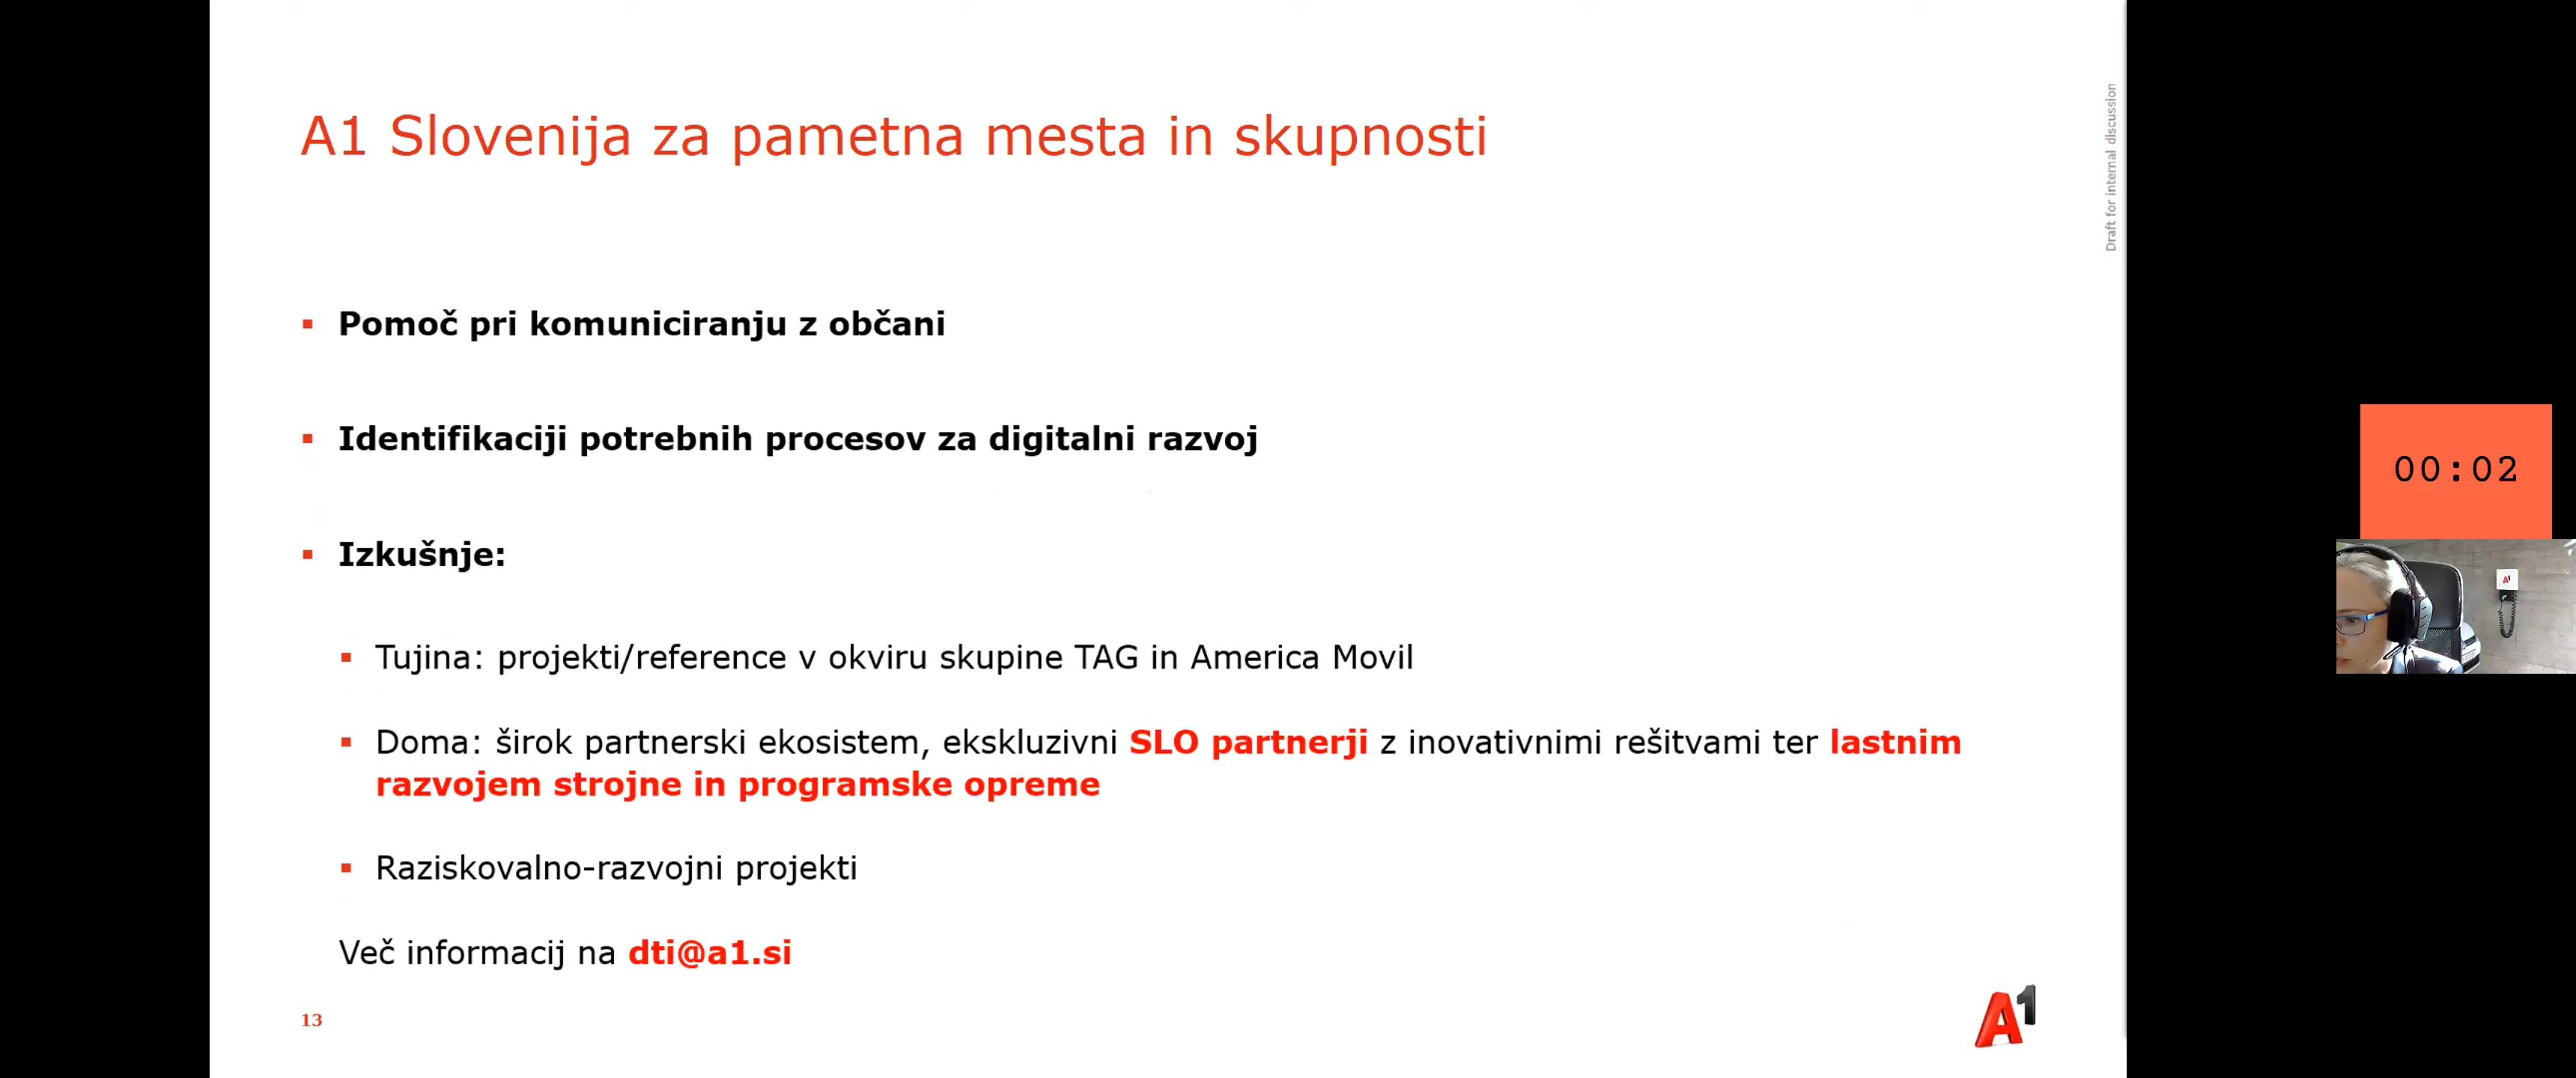 A1 Slovenija za pametna mesta in skupnosti
Draft for internal discussion
Pomoč pri komuniciranju z občani
Identifikaciji potrebnih procesov za digitalni razvoj
Izkušnje:
Tujina: projekti/reference v okviru skupine TAG in America Movil
Doma: širok partnerski ekosistem, ekskluzivni SLO partnerji z inovativnimi rešitvami ter lastnim
razvojem strojne in programske opreme
Raziskovalno-razvojni projekti
Več informacij na dti@a1.si
13
A1
00:02
A1